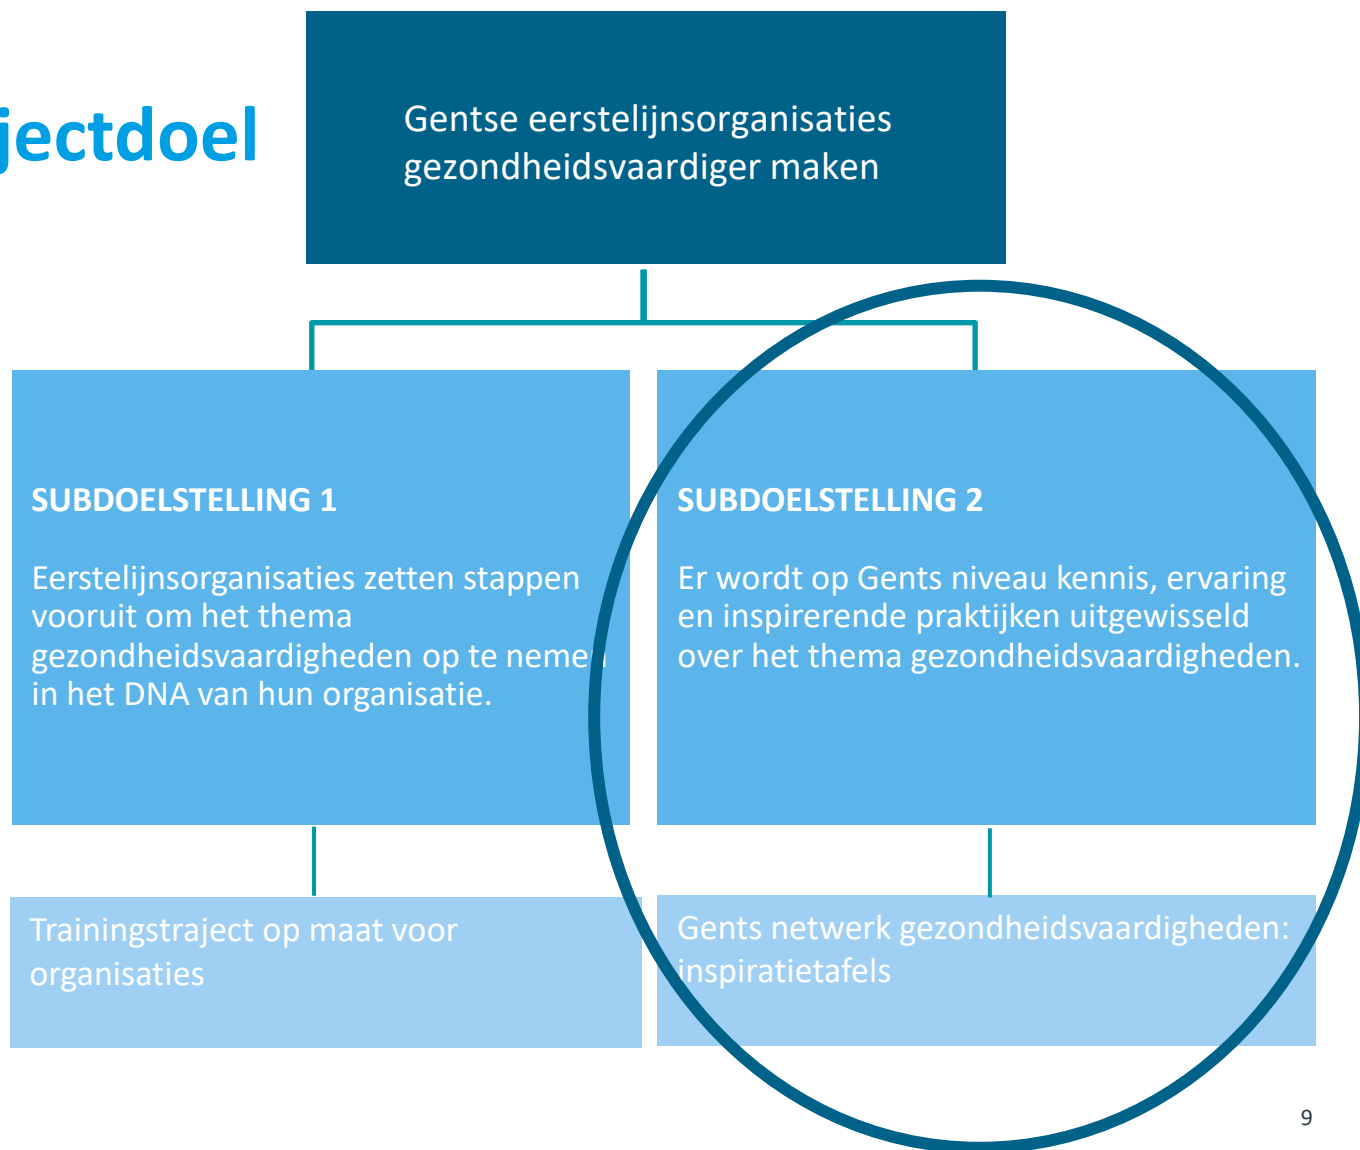 jectdoel
Gentse eerstelijnsorganisaties
gezondheidsvaardiger maken
SUBDOELSTELLING 1
Eerstelijnsorganisaties zetten stappen
vooruit om het thema
gezondheidsvaardigheden op te nemen
in het DNA van hun organisatie.
SUBDOELSTELLING 2
Er wordt op Gents niveau kennis, ervaring
en inspirerende praktijken uitgewisseld
over het thema gezondheidsvaardigheden.
Trainingstraject op maat voor
organisaties
Gents netwerk gezondheidsvaardigheden:
inspiratietafels
9